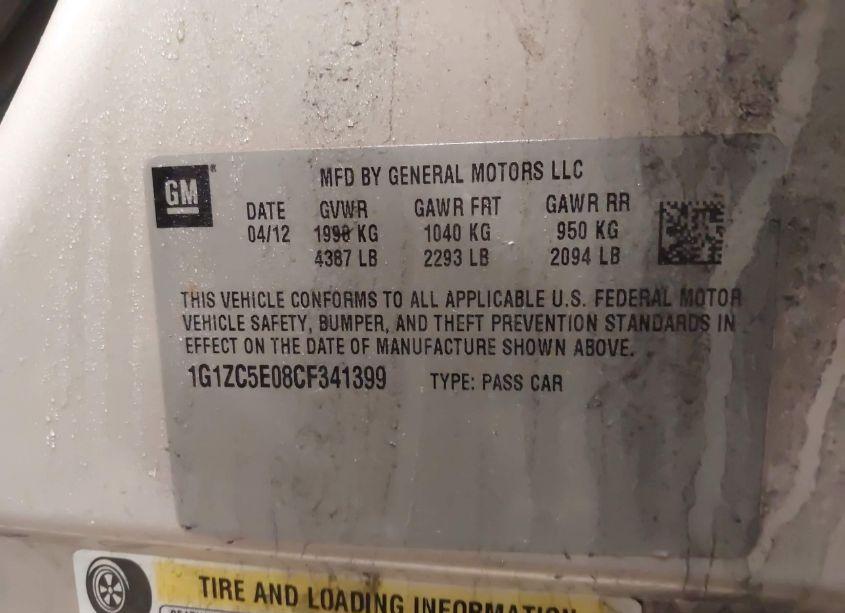 GM
MFD BY GENERAL MOTORS LLC
DATE GVWR GAWR FRT GAWR RR
04/12 1990 KG 1040 KG 950 KG
4387 LB 2293 LB 2094 LB
THIS VEHICLE CONFORMS TO ALL APPLICABLE U.S. FEDERAL MOTOR
VEHICLE SAFETY, BUMPER, AND THEFT PREVENTION STANDARDS IN
EFFECT ON THE DATE OF MANUFACTURE SHOWN ABOVE.
1G1ZC5E08CF341399 TYPE: PASS CAR
TIRE AND LOADING INFORMATION